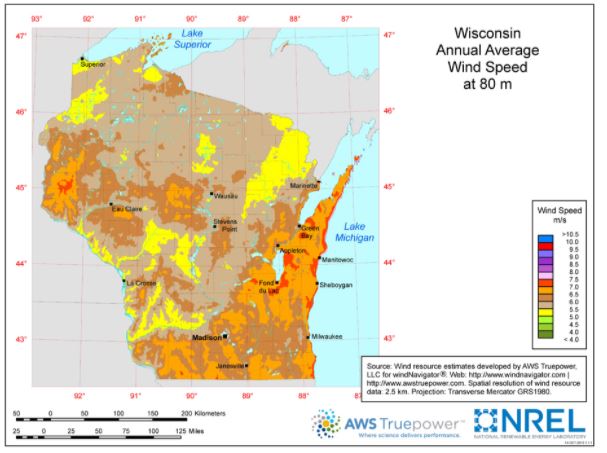 Wisconsin
Annual Average
Wind Speed
at 80 m
93° 92° 91° 90° 89° 88° 87°
47° 47°
Lake
Superior
Superior
46° 46°
Marinette
45° 45°
Wausau
Eau Claire
Stevens
Point
Green
Bay
Lake
Michigan
Appleton
44° 44°
Manitowoc
La Crosse
Fond
du Lac
Sheboygan
43° 43°
Madison
Milwaukee
Janesville
92° 91° 90° 89° 88°
Wind Speed
m/s
>10.5
10.0
9.5
9.0
8.5
8.0
7.5
7.0
6.5
6.0
5.5
5.0
4.5
4.0
< 4.0
Source: Wind resource estimates developed by AWS Truepower,
LLC for windNavigator®. Web: http://www.windnavigator.com |
http://www.awstruepower.com. Spatial resolution of wind resource
data: 2.5 km. Projection: Transverse Mercator GRS1980.
50 25 0 50 100 150 200 Kilometers
25 12.5 0 25 50 75 100 125 Miles
AWS Truepower™
Where science delivers performance.
NREL
NATIONAL RENEWABLE ENERGY LABORATORY